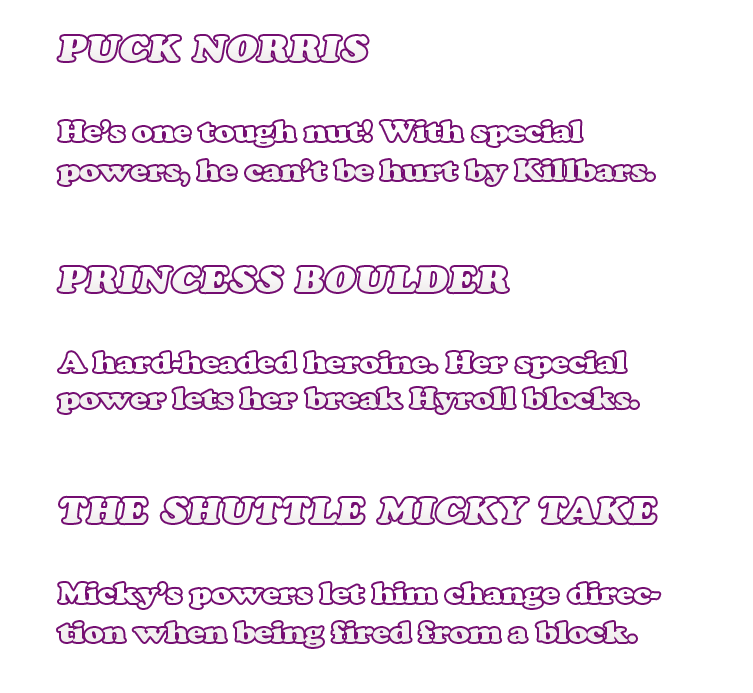 PUCK NORRIS
He’s one tough nut! With special
powers, he can’t be hurt by Killbars.
PRINCESS BOULDER
A hard-headed heroine. Her special
power lets her break Hyroll blocks.
THE SHUTTLE MICKY TAKE
Micky’s powers let him change direc-
tion when being fired from a block.